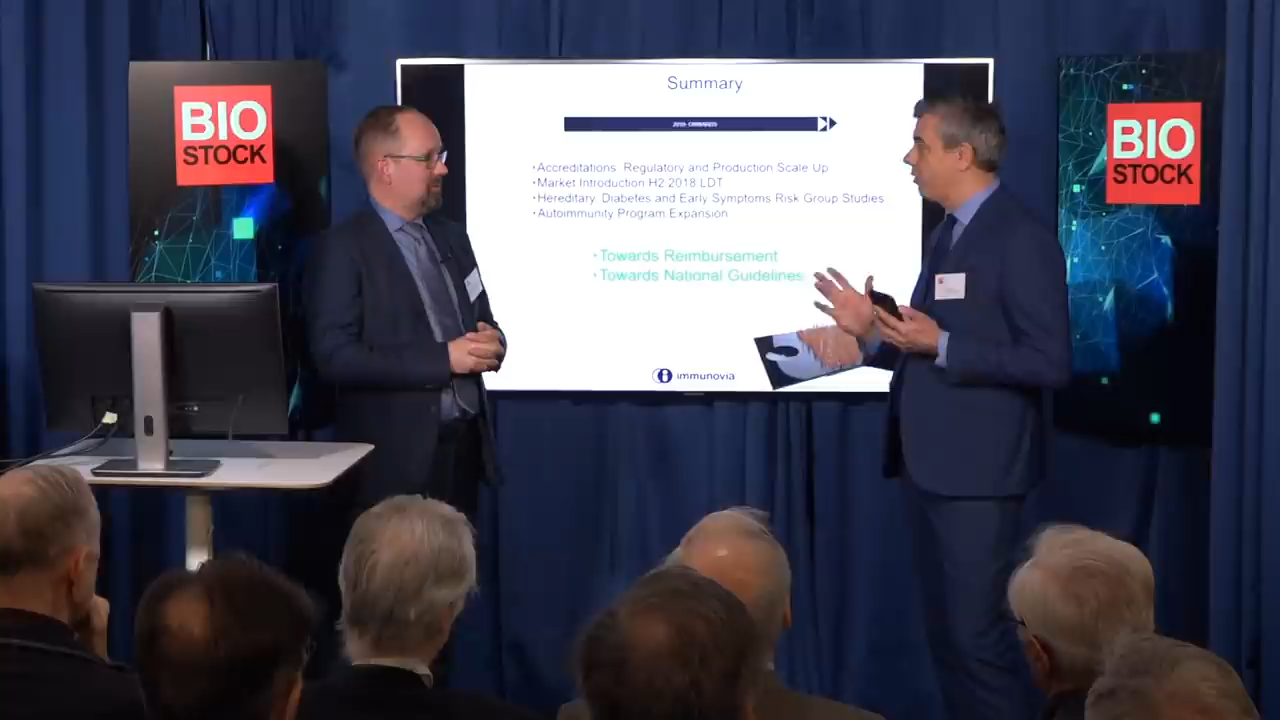 BIO
STOCK
Summary
•Accreditations Regulatory and Production Scale Up
•Market Introduction H2 2018 LDT
•Hereditary Diabetes and Early Symptoms Risk Group Studies
•Autoimmunity Program Expansion
•Towards Reimbursement
•Towards National Guidelines
immunovia
BIO
STOCK